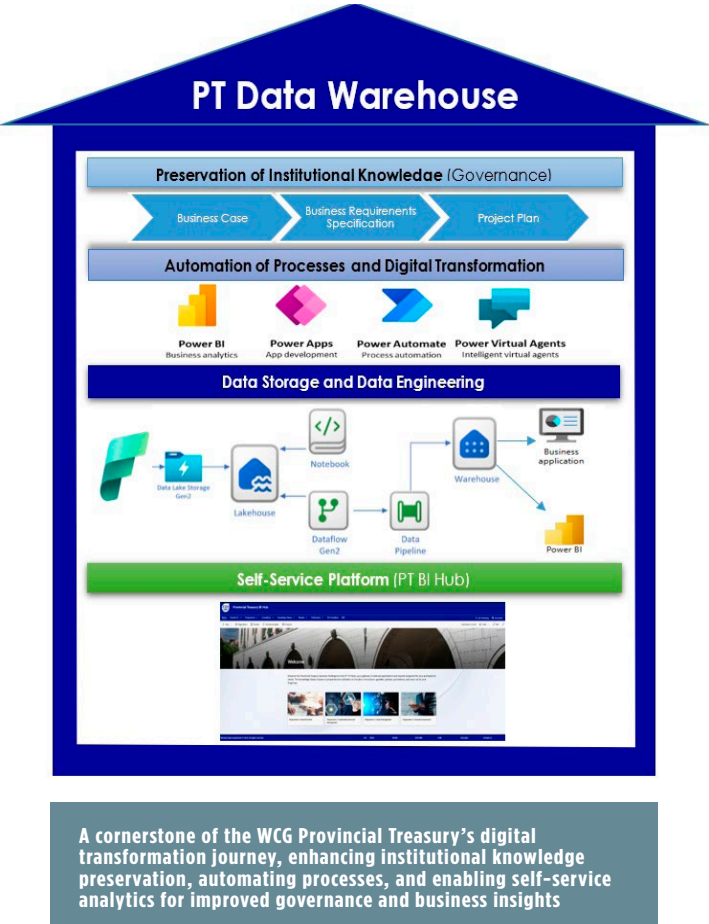 PT Data Warehouse
Preservation of Institutional Knowledae (Governance)
Business Case
Business Requirenents
Specification
Project Plan
Automation of Processes and Digital Transformation
Power BI
Business analytics
Power Apps
App development
Power Automate
Process automation
Power Virtual Agents
Intelligent virtual agents
Data Storage and Data Engineering
Data Lake Storage
Gen2
Lakehouse
Notebook
Dataflow
Gen2
Data
Pipeline
Warehouse
Business
application
Power BI
Self-Service Platform (PT BI Hub)
Provincial Treasury BI Hub
Welcome
A cornerstone of the WCG Provincial Treasury’s digital
transformation journey, enhancing institutional knowledge
preservation, automating processes, and enabling self-service
analytics for improved governance and business insights